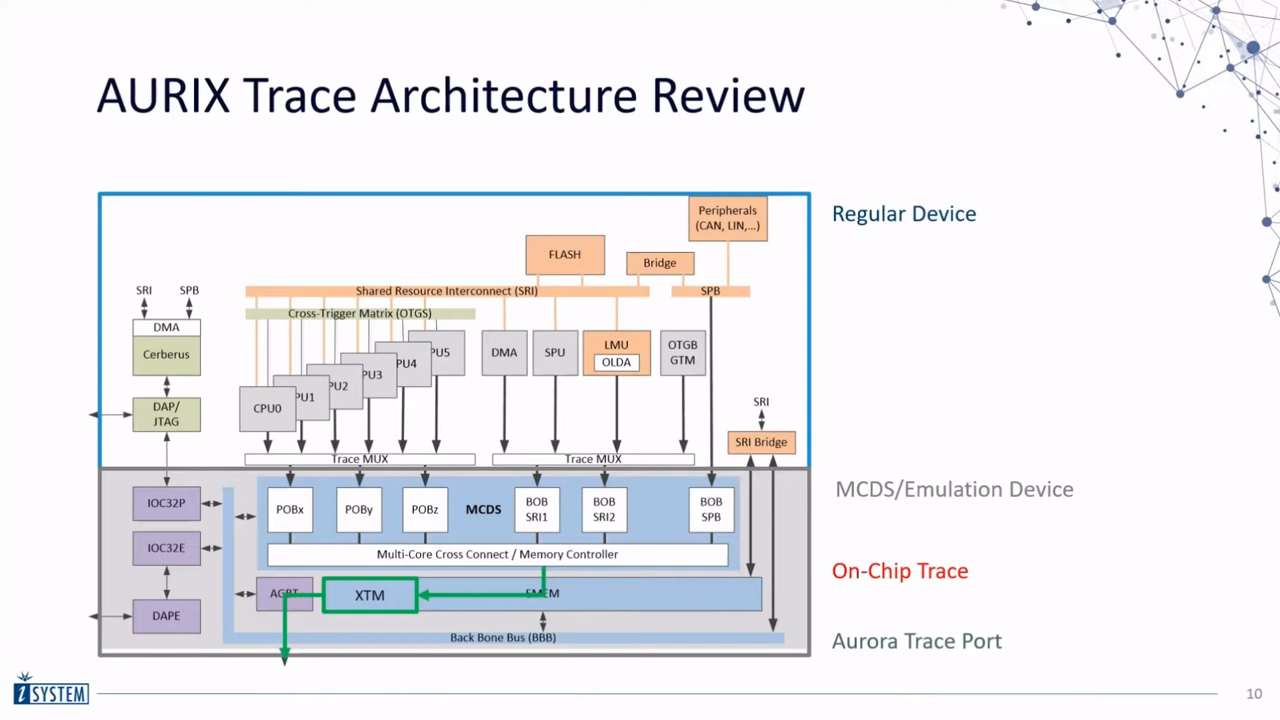 AURIX Trace Architecture Review
Peripherals
(CAN, LIN,...)
Regular Device
FLASH
Bridge
SRI
SPB
Shared Resource Interconnect (SRI)
SPB
Cross-Trigger Matrix (OTGS)
DMA
Cerberus
CPU0
PU1
PU2
PU3
PU4
PU5
DMA
SPU
LMU
OLDA
OTGB
GTM
DAP/
JTAG
SRI
SRI Bridge
Trace MUX
Trace MUX
IOC32P
POBx
POBy
POBz
MCDS
BOB
SRI1
BOB
SRI2
BOB
SPB
MCDS/Emulation Device
IOC32E
Multi-Core Cross Connect / Memory Controller
On-Chip Trace
AGBT
XTM
EMEM
DAPE
Back Bone Bus (BBB)
Aurora Trace Port
iSYSTEM
10